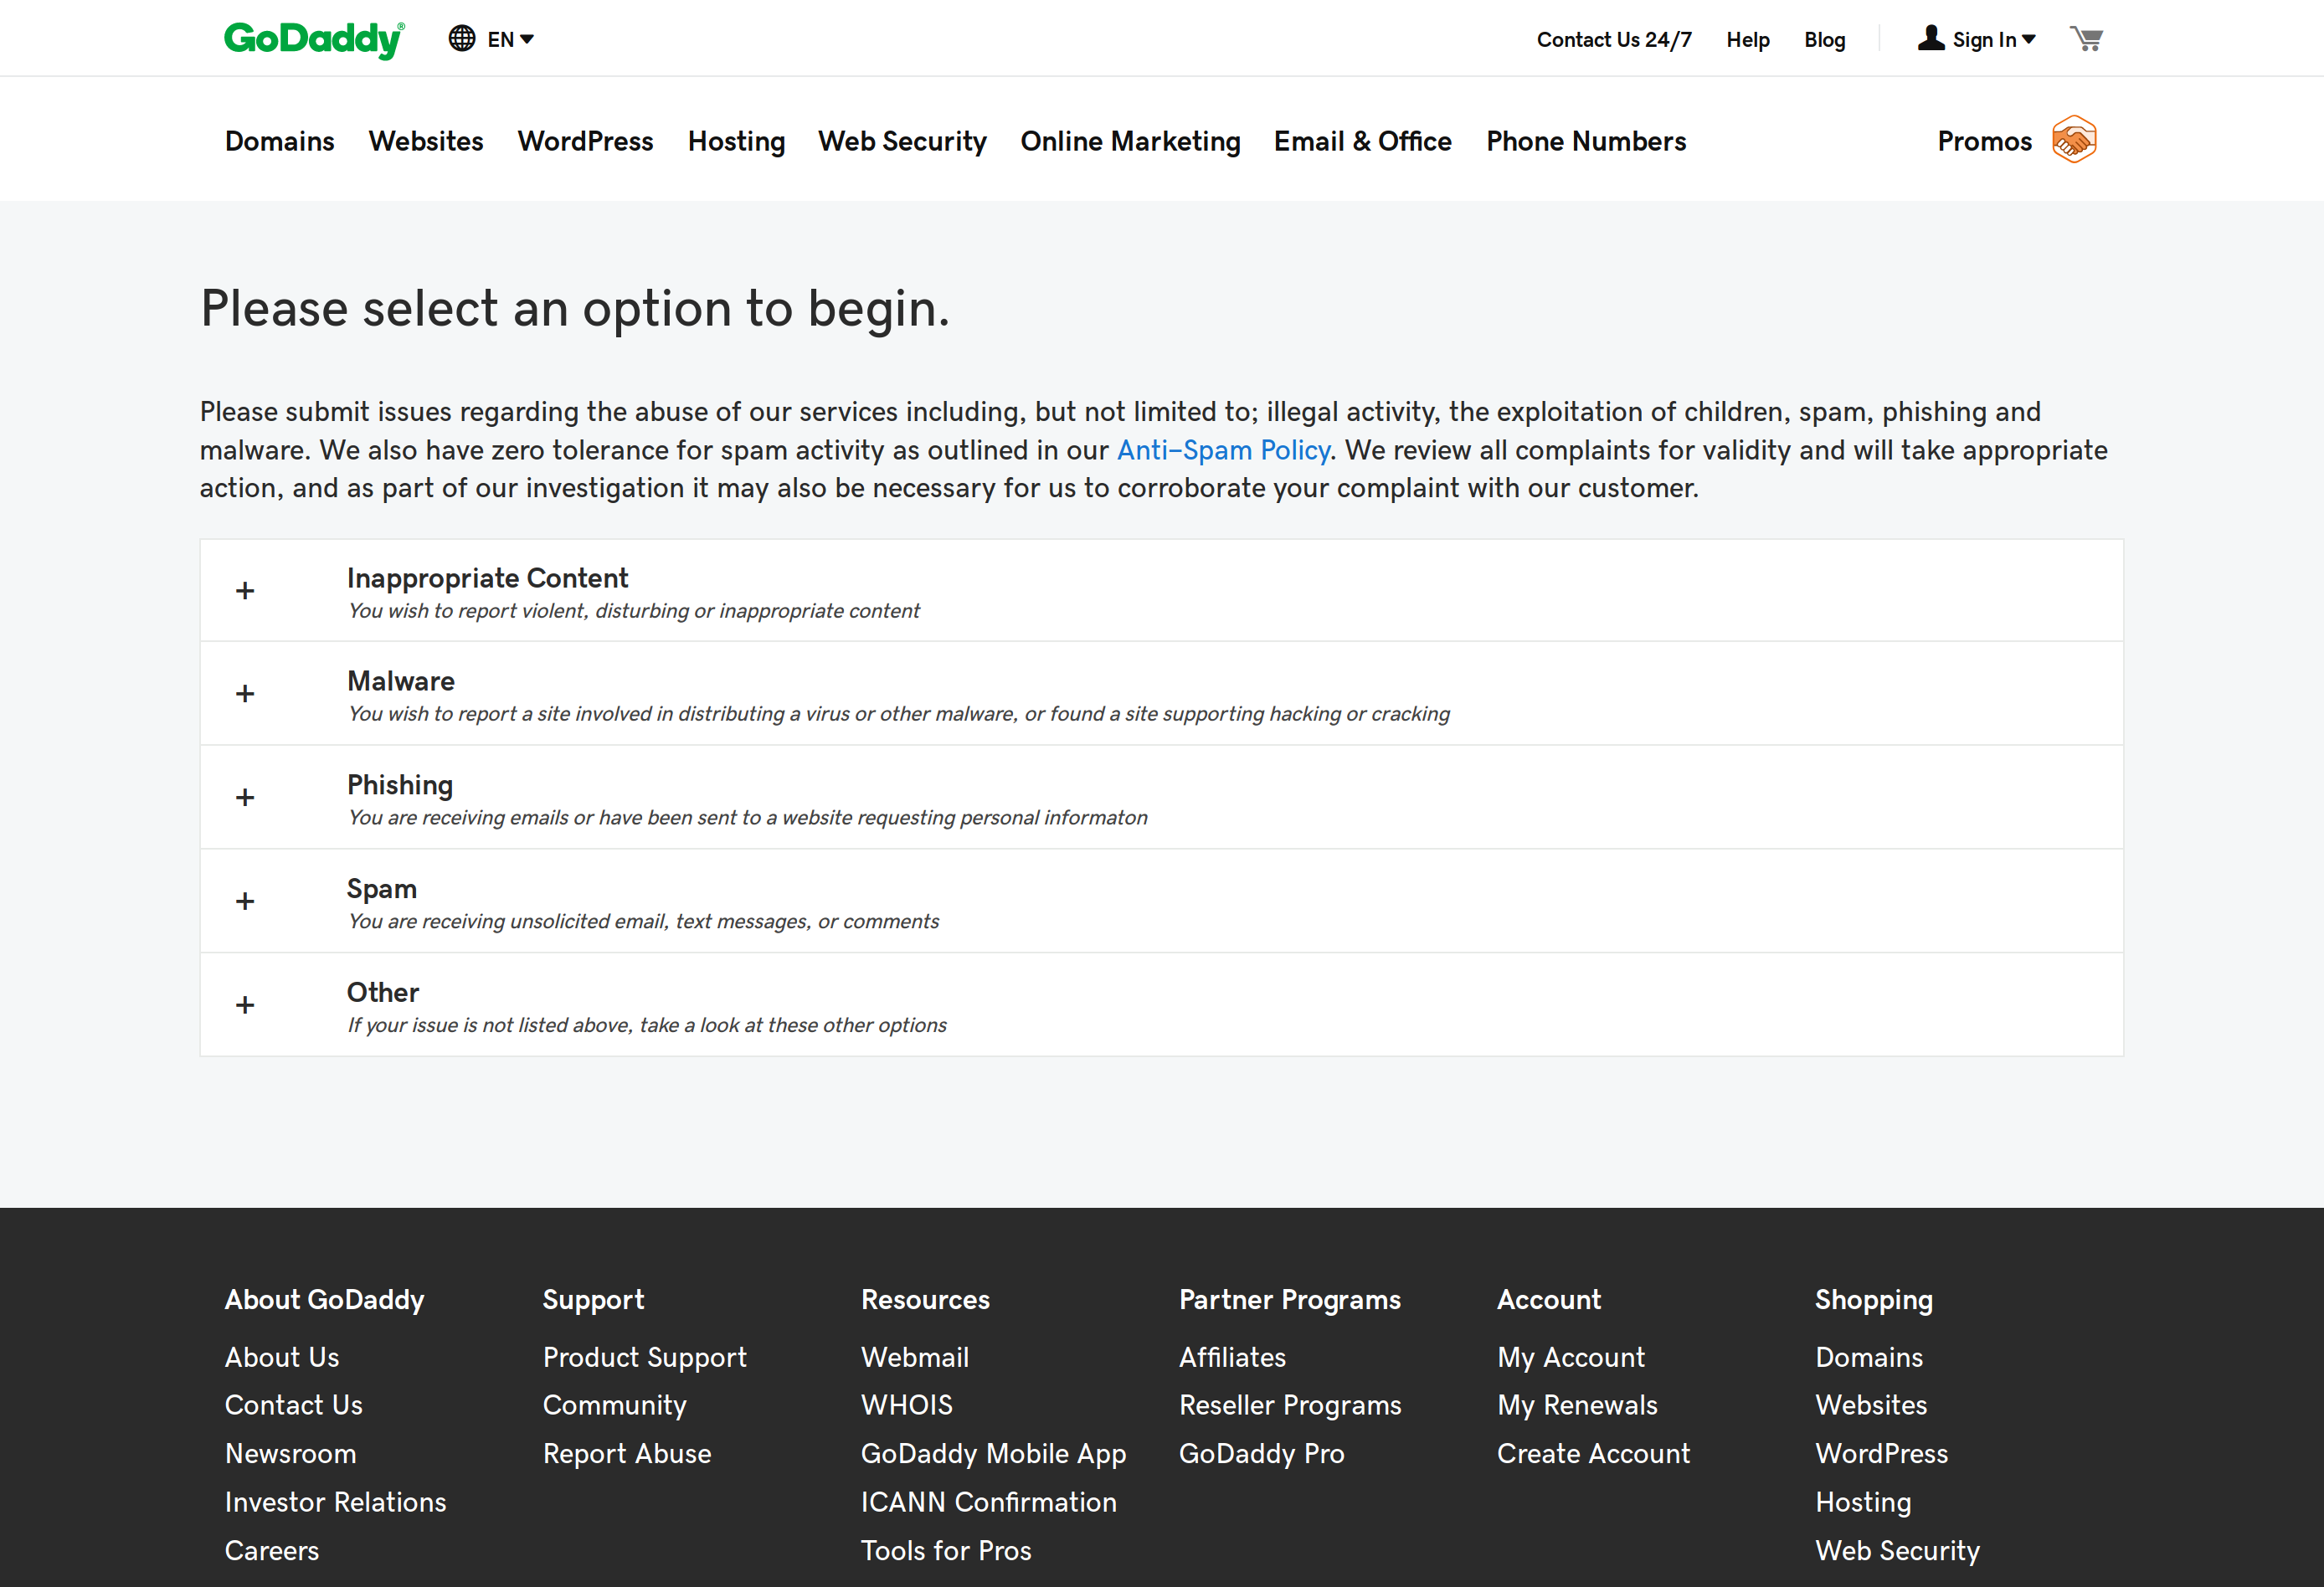 GoDaddy®
EN
Contact Us 24/7
Help
Blog
Sign In
Domains
Websites
WordPress
Hosting
Web Security
Online Marketing
Email & Office
Phone Numbers
Promos
Please select an option to begin.
Please submit issues regarding the abuse of our services including, but not limited to; illegal activity, the exploitation of children, spam, phishing and
malware. We also have zero tolerance for spam activity as outlined in our Anti-Spam Policy. We review all complaints for validity and will take appropriate
action, and as part of our investigation it may also be necessary for us to corroborate your complaint with our customer.
+ Inappropriate Content
You wish to report violent, disturbing or inappropriate content
+ Malware
You wish to report a site involved in distributing a virus or other malware, or found a site supporting hacking or cracking
+ Phishing
You are receiving emails or have been sent to a website requesting personal informaton
+ Spam
You are receiving unsolicited email, text messages, or comments
+ Other
If your issue is not listed above, take a look at these other options
About GoDaddy
About Us
Contact Us
Newsroom
Investor Relations
Careers
Support
Product Support
Community
Report Abuse
Resources
Webmail
WHOIS
GoDaddy Mobile App
ICANN Confirmation
Tools for Pros
Partner Programs
Affiliates
Reseller Programs
GoDaddy Pro
Account
My Account
My Renewals
Create Account
Shopping
Domains
Websites
WordPress
Hosting
Web Security